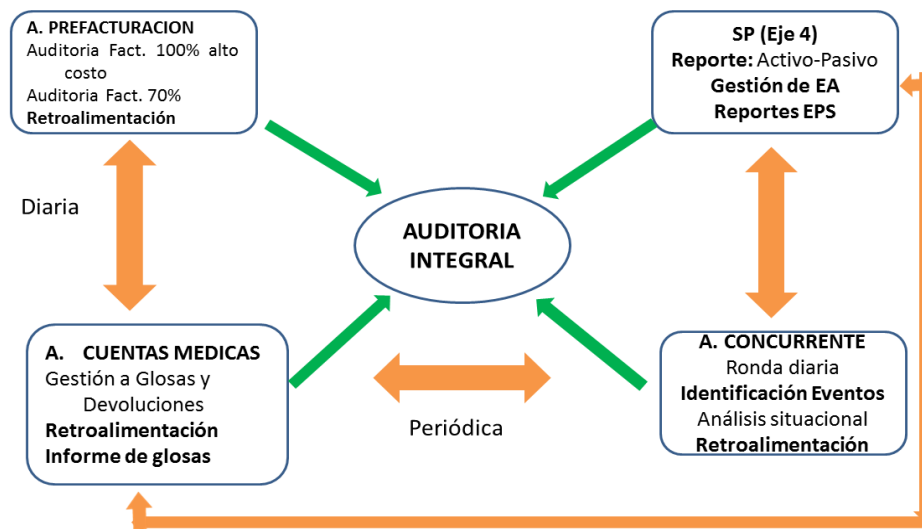 A. PREFACTURACION
Auditoria Fact. 100% alto
costo
Auditoria Fact. 70%
Retroalimentación
SP (Eje 4)
Reporte: Activo-Pasivo
Gestión de EA
Reportes EPS
Diaria
AUDITORIA
INTEGRAL
A. CUENTAS MEDICAS
Gestión a Glosas y
Devoluciones
Retroalimentación
Informe de glosas
Periódica
A. CONCURRENTE
Ronda diaria
Identificación Eventos
Análisis situacional
Retroalimentación